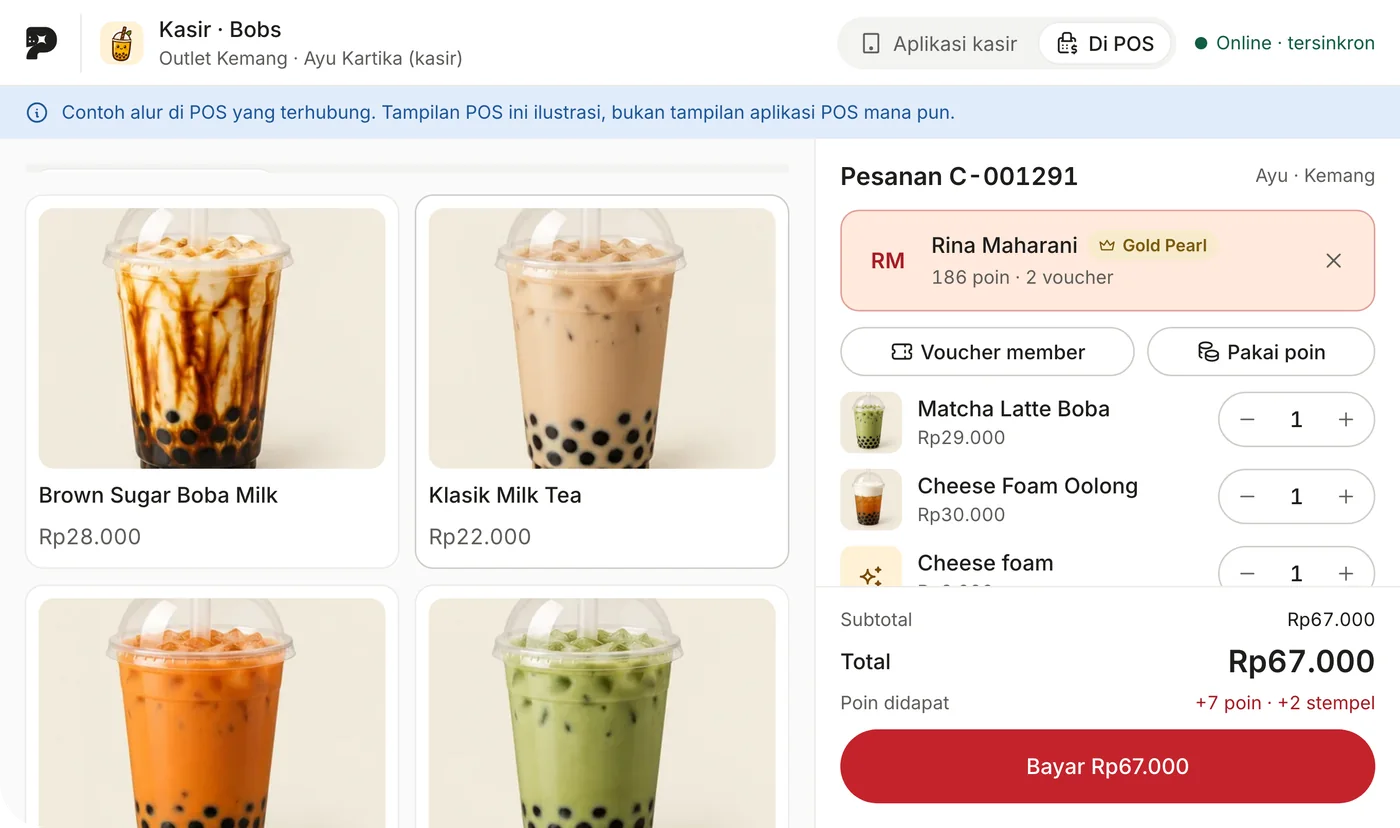 Kasir · Bobs
Outlet Kemang · Ayu Kartika (kasir)
Aplikasi kasir
Di POS
Online · tersinkron
Contoh alur di POS yang terhubung. Tampilan POS ini ilustrasi, bukan tampilan aplikasi POS mana pun.
Brown Sugar Boba Milk
Rp28.000
Klasik Milk Tea
Rp22.000
Pesanan C-001291
Ayu · Kemang
RM
Rina Maharani
Gold Pearl
186 poin · 2 voucher
Voucher member
Pakai poin
Matcha Latte Boba
Rp29.000
1
Cheese Foam Oolong
Rp30.000
1
Cheese foam
1
Subtotal
Rp67.000
Total
Rp67.000
Poin didapat
+7 poin · +2 stempel
Bayar Rp67.000